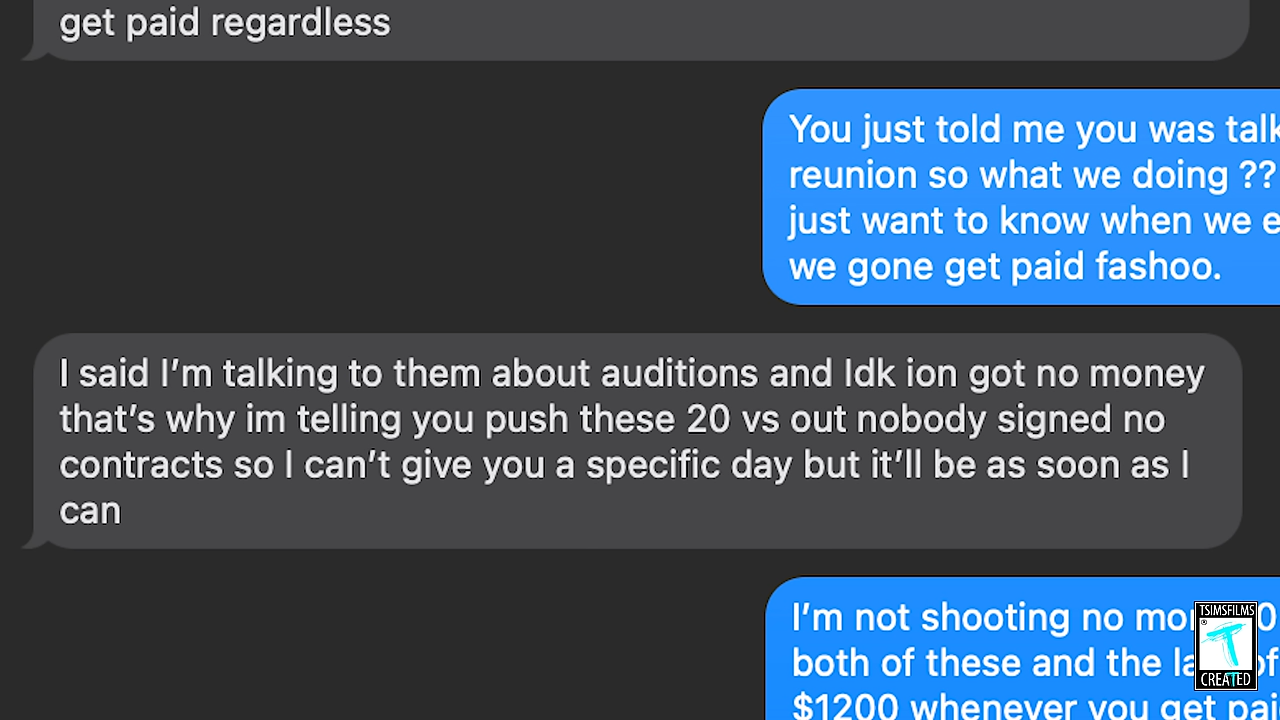 get paid regardless
You just told me you was talk
reunion so what we doing ??
just want to know when we e
we gone get paid fashoo.
I said I’m talking to them about auditions and Idk ion got no money
that’s why im telling you push these 20 vs out nobody signed no
contracts so I can’t give you a specific day but it’ll be as soon as I
can
I’m not shooting no mo
both of these and the la
$1200 whenever you get pai
TSIMSFILMS
®
T
CREATED